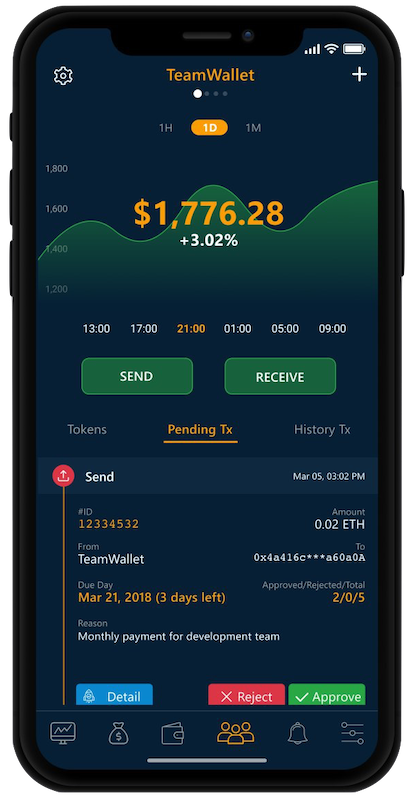 TeamWallet
1H 1D 1M
1,800
1,600
1,400
1,200
$1,776.28
+3.02%
13:00 17:00 21:00 01:00 05:00 09:00
SEND RECEIVE
Tokens Pending Tx History Tx
Send Mar 05, 03:02 PM
#ID Amount
12334532 0.02 ETH
From To
TeamWallet 0x4a416c***a60a0A
Due Day Approved/Rejected/Total
Mar 21, 2018 (3 days left) 2/0/5
Reason
Monthly payment for development team
Detail Reject Approve